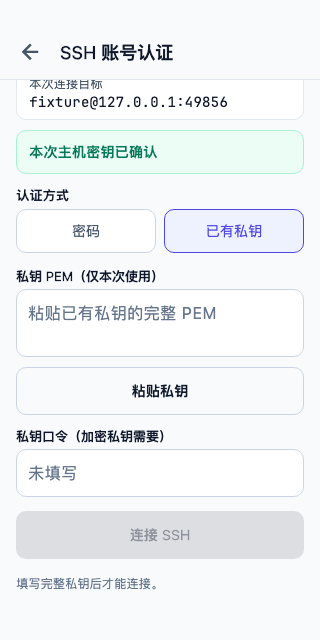 SSH 账号认证
本次连接目标
fixture@127.0.0.1:49856
本次主机密钥已确认
认证方式
密码
已有私钥
私钥 PEM（仅本次使用）
粘贴已有私钥的完整 PEM
粘贴私钥
私钥口令（加密私钥需要）
未填写
连接 SSH
填写完整私钥后才能连接。